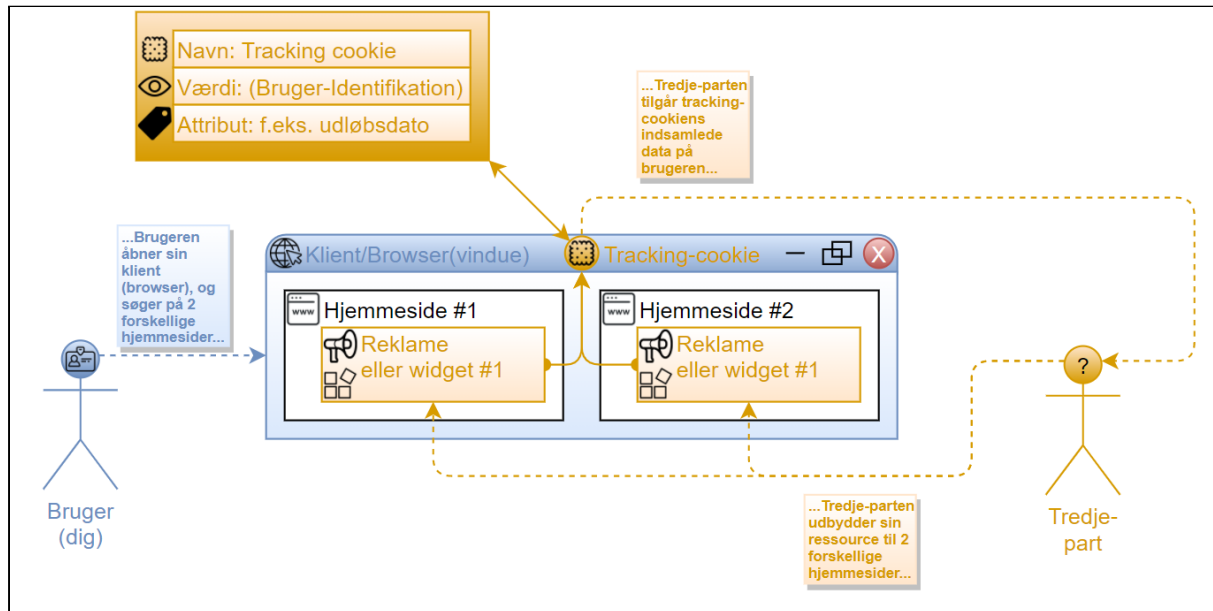 Navn: Tracking cookie
Værdi: (Bruger-Identifikation)
Attribut: f.eks. udløbsdato
...Tredje-parten
tilgår tracking-
cookiens
indsamlede
data på
brugeren...
...Brugeren
åbner sin
klient
(browser), og
søger på 2
forskellige
hjemmesider...
Klient/Browser(vindue)
Tracking-cookie
X
www
Hjemmeside #1
Reklame
eller widget #1
www
Hjemmeside #2
Reklame
eller widget #1
?
Bruger
(dig)
...Tredje-parten
udbydder sin
ressource til 2
forskellige
hjemmesider...
Tredje-
part